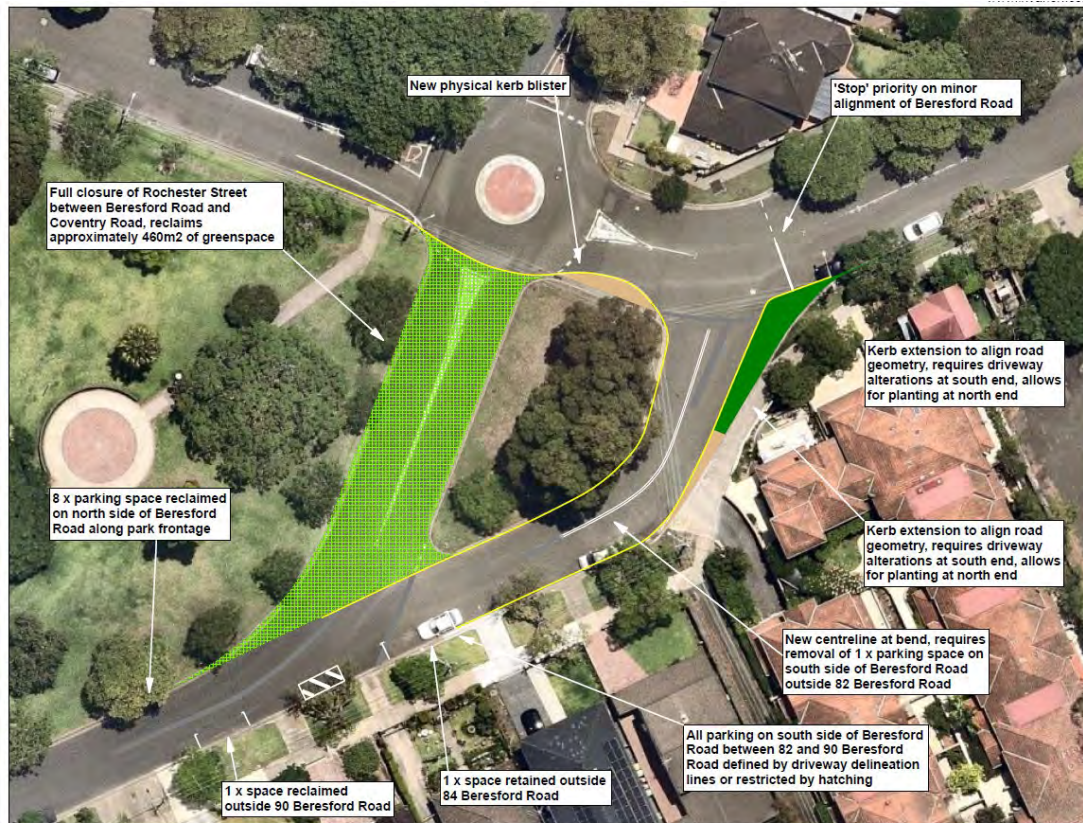 New physical kerb blister
'Stop' priority on minor
alignment of Beresford Road
Full closure of Rochester Street
between Beresford Road and
Coventry Road, reclaims
approximately 460m2 of greenspace
Kerb extension to align road
geometry, requires driveway
alterations at south end, allows
for planting at north end
8 x parking space reclaimed
on north side of Beresford
Road along park frontage
Kerb extension to align road
geometry, requires driveway
alterations at south end, allows
for planting at north end
New centreline at bend, requires
removal of 1 x parking space on
south side of Beresford Road
outside 82 Beresford Road
All parking on south side of Beresford
Road between 82 and 90 Beresford
Road defined by driveway delineation
lines or restricted by hatching
1 x space reclaimed
outside 90 Beresford Road
1 x space retained outside
84 Beresford Road